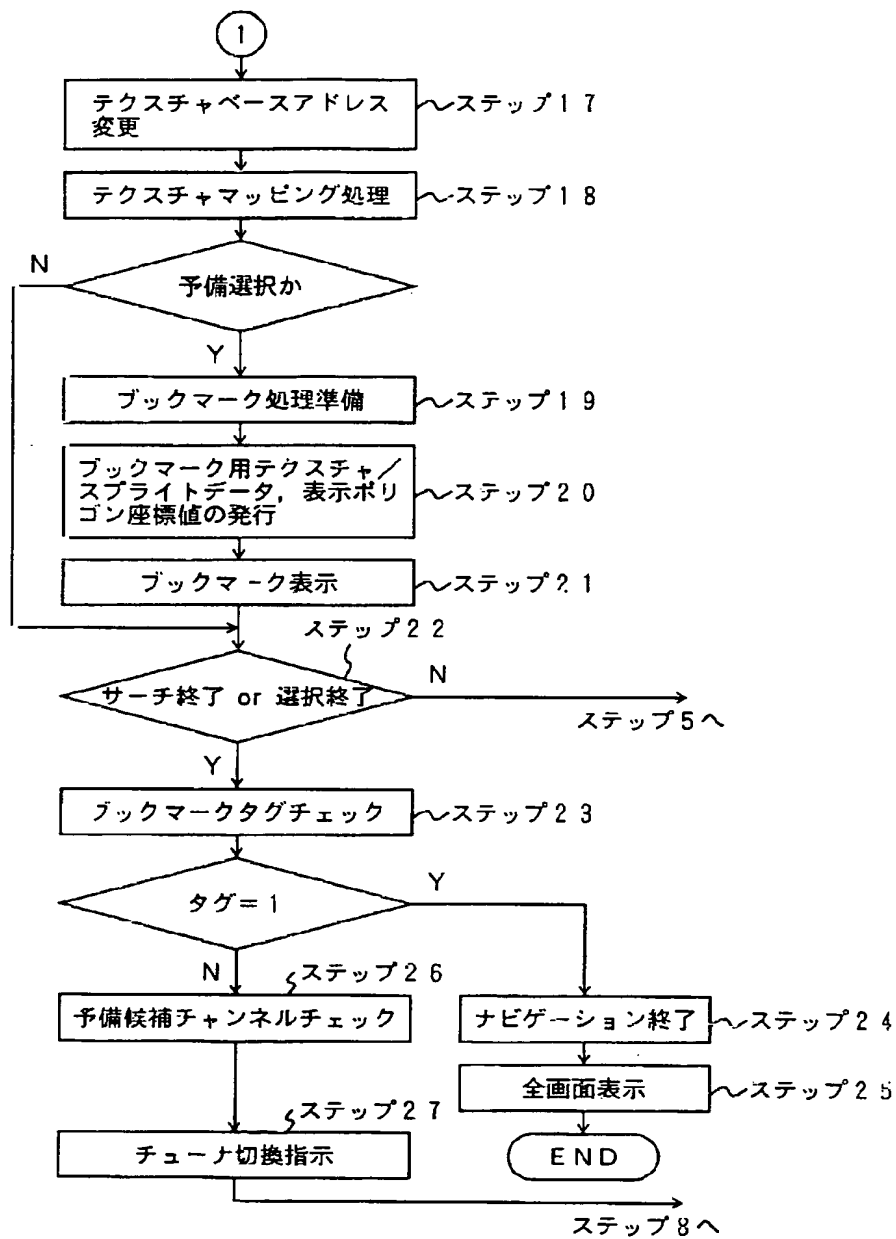 1
テクスチャベースアドレス
変更
ステップ17
テクスチャマッピング処理
ステップ18
N
予備選択か
Y
ブックマーク処理準備
ステップ19
ブックマーク用テクスチャ／
スプライトデータ，表示ポリ
ゴン座標値の発行
ステップ20
ブックマーク表示
ステップ21
ステップ22
サーチ終了 or 選択終了
N
ステップ5へ
Y
ブックマークタグチェック
ステップ23
タグ＝1
Y
N
ステップ26
予備候補チャンネルチェック
ナビゲーション終了
ステップ24
全画面表示
ステップ25
ステップ27
チューナ切換指示
END
ステップ8へ